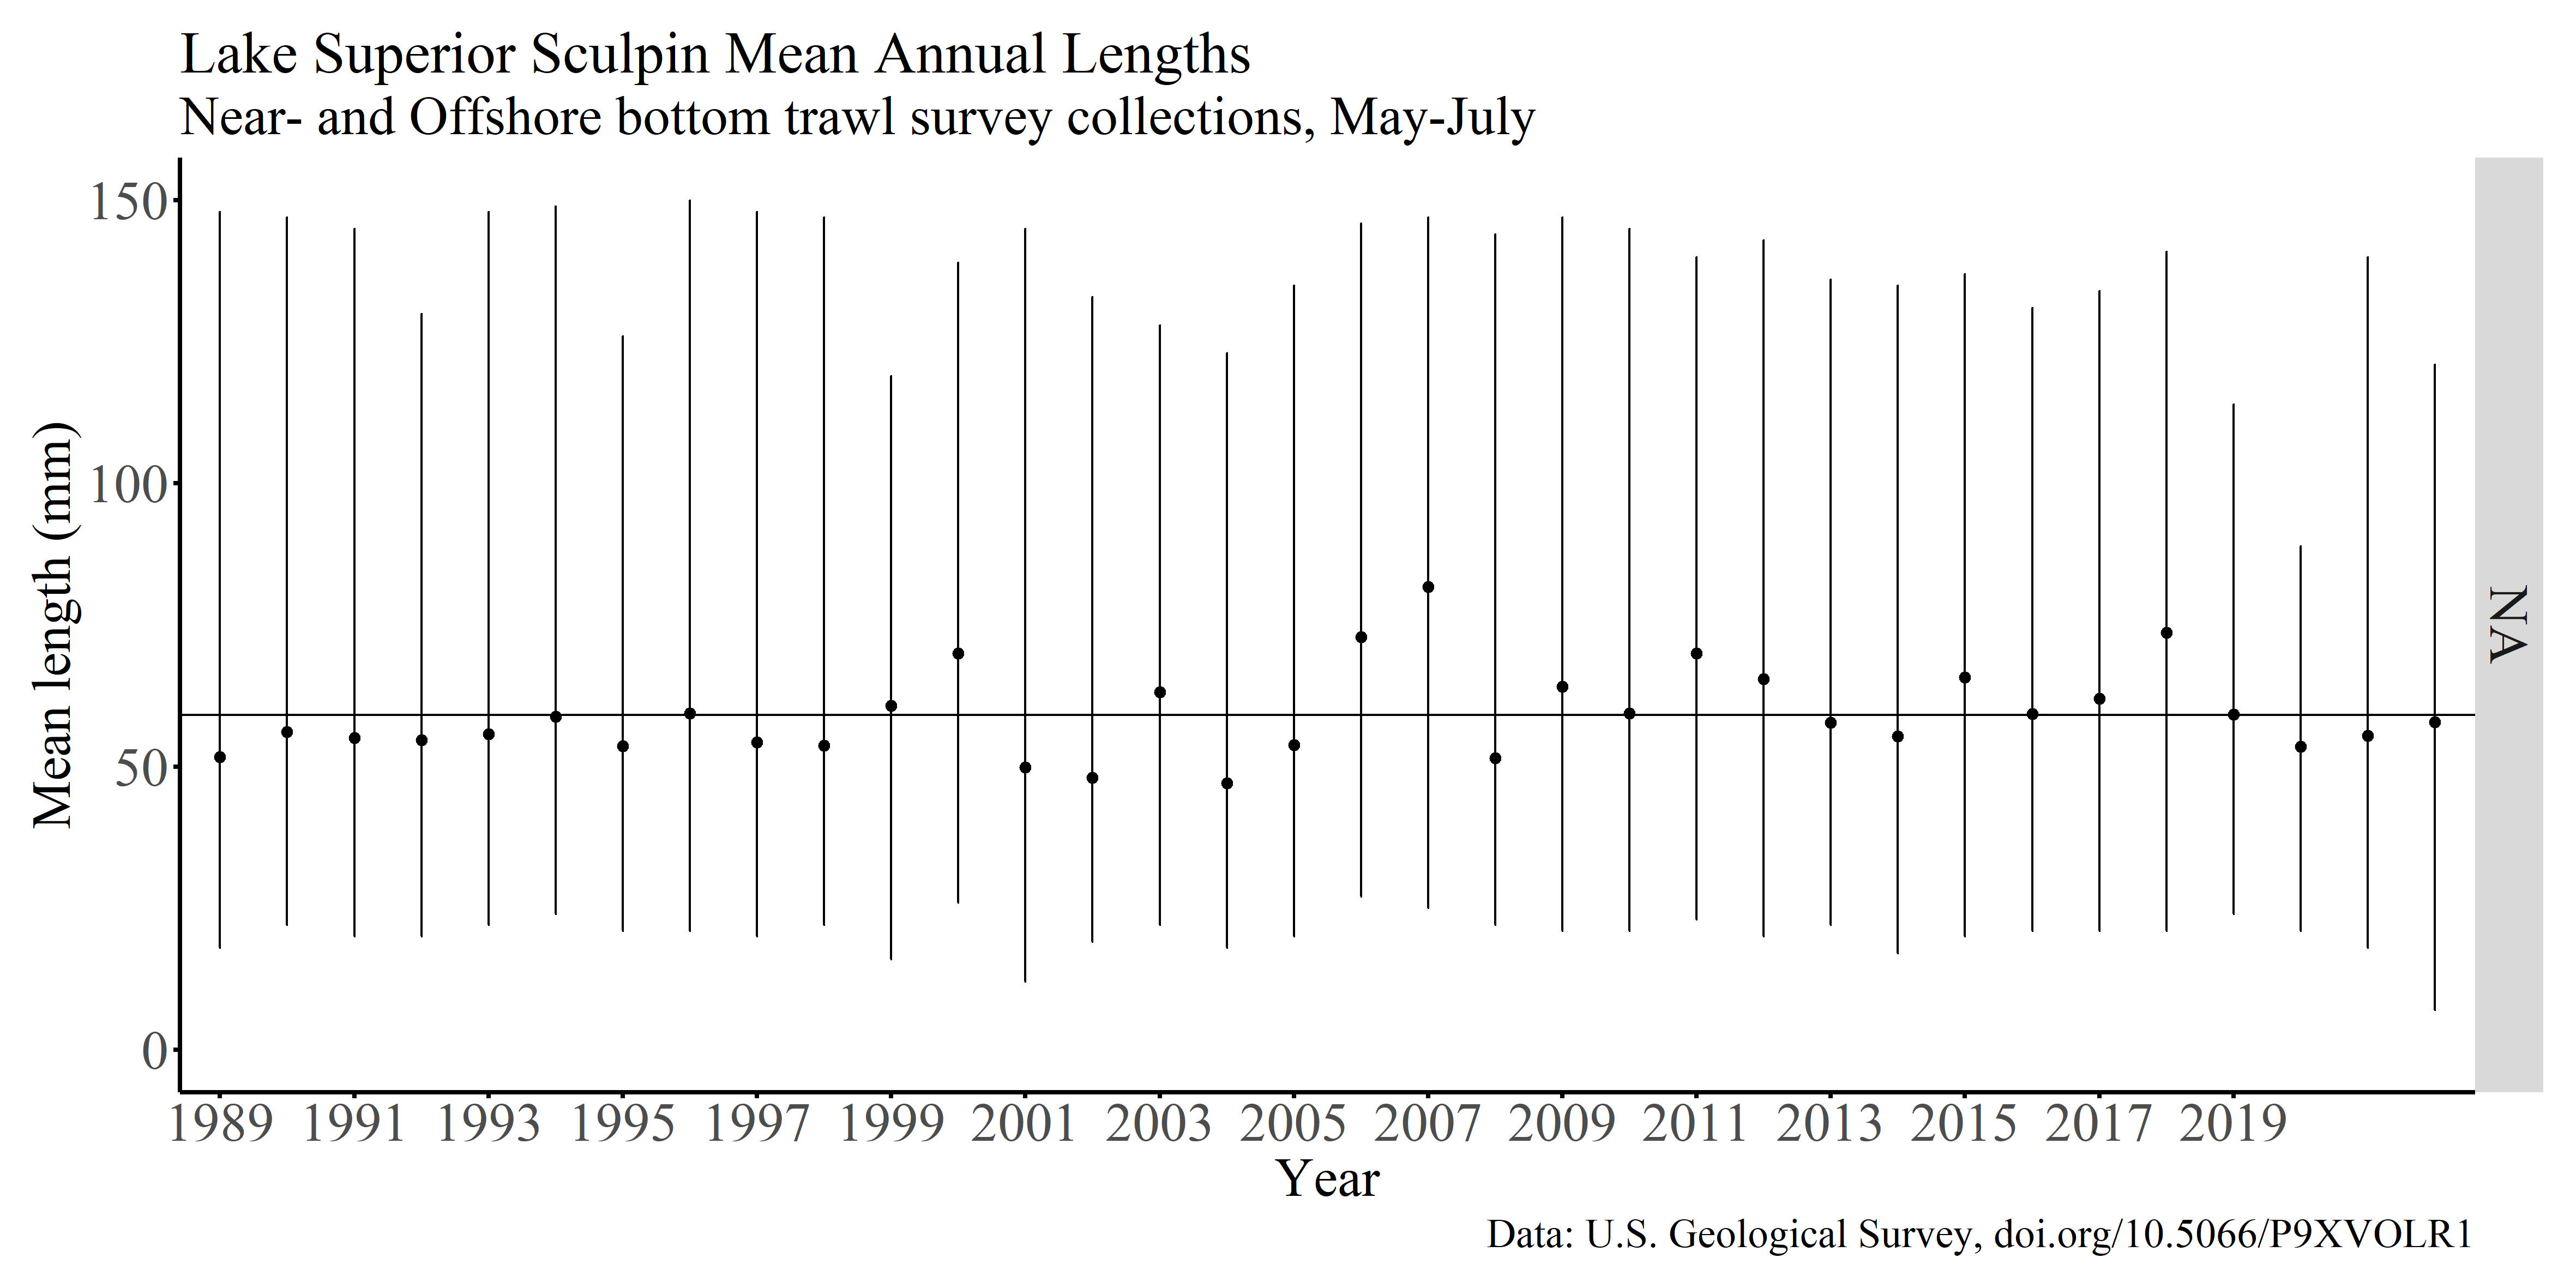 Lake Superior Sculpin Mean Annual Lengths
Near- and Offshore bottom trawl survey collections, May-July
Mean length (mm)
150
100
50
0
NA
1989 1991 1993 1995 1997 1999 2001 2003 2005 2007 2009 2011 2013 2015 2017 2019
Year
Data: U.S. Geological Survey, doi.org/10.5066/P9XVOLR1